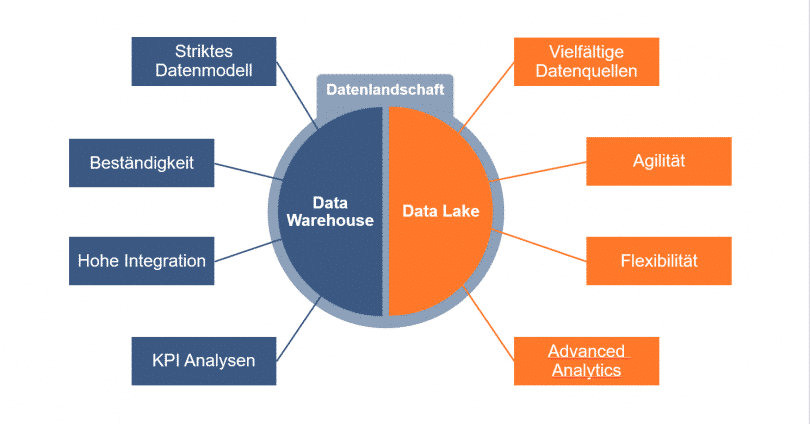 Striktes
Datenmodell
Vielfältige
Datenquellen
Datenlandschaft
Beständigkeit
Agilität
Data
Warehouse
Data Lake
Hohe Integration
Flexibilität
KPI Analysen
Advanced
Analytics